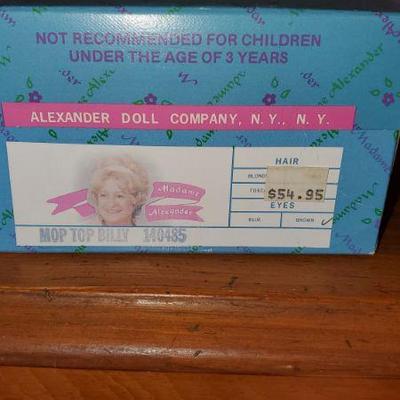 NOT RECOMMENDED FOR CHILDREN
UNDER THE AGE OF 3 YEARS
ALEXANDER DOLL COMPANY, N.Y., N.Y.
HAIR
$54.95
EYES
BLUE BROWN
Madame
Alexander
MOP TOP BILLY 140485